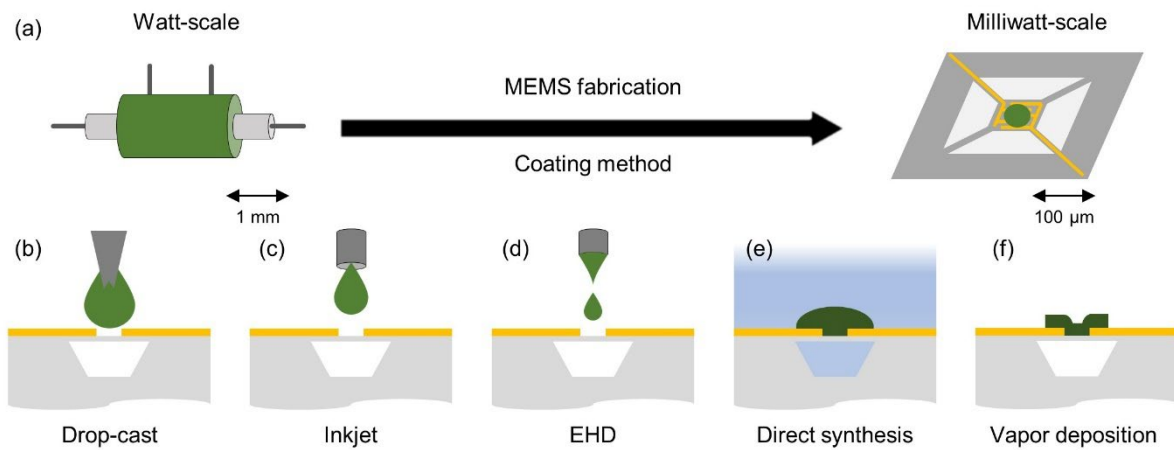 (a)
Watt-scale
Milliwatt-scale
MEMS fabrication
Coating method
1 mm
100 μm
(b)
(c)
(d)
(e)
(f)
Drop-cast
Inkjet
EHD
Direct synthesis
Vapor deposition